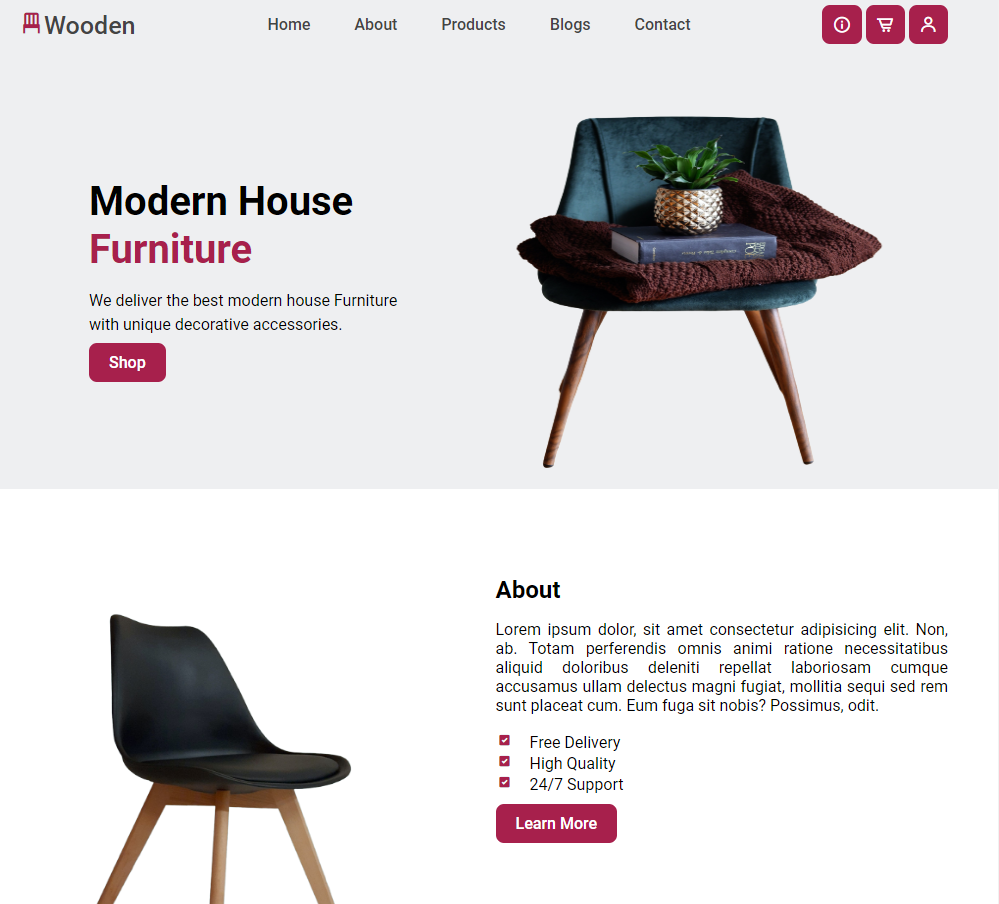 Wooden
Home About Products Blogs Contact
Modern House
Furniture
We deliver the best modern house Furniture
with unique decorative accessories.
Shop
About
Lorem ipsum dolor, sit amet consectetur adipisicing elit. Non,
ab. Totam perferendis omnis animi ratione necessitatibus
aliquid doloribus deleniti repellat laboriosam cumque
accusamus ullam delectus magni fugiat, mollitia sequi sed rem
sunt placeat cum. Eum fuga sit nobis? Possimus, odit.
Free Delivery
High Quality
24/7 Support
Learn More